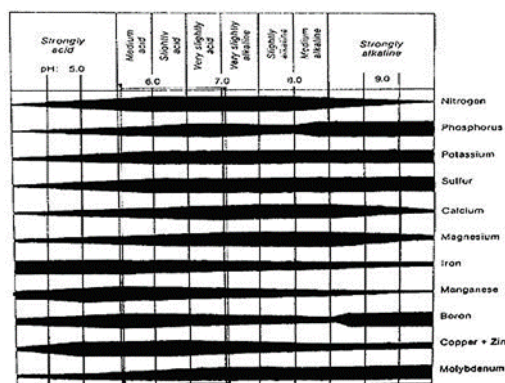 Strongly acid
Medium acid
Slightly acid
Very slightly acid
Very slightly alkaline
Slightly alkaline
Medium alkaline
Strongly alkaline
pH: 5.0
6.0
7.0
8.0
9.0
Nitrogen
Phosphorus
Potassium
Sulfur
Calcium
Magnesium
Iron
Manganese
Boron
Copper + Zin
Molybdenum